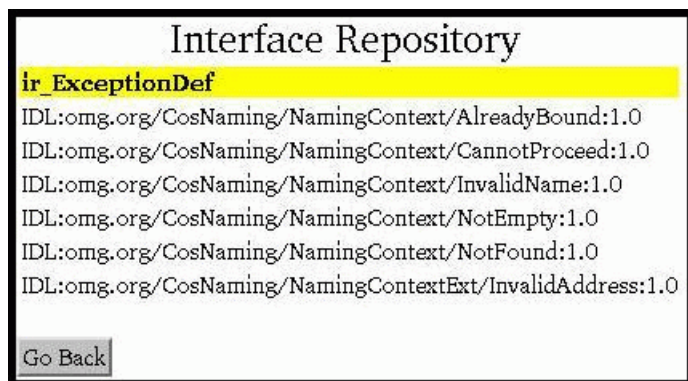 Interface Repository
ir_ExceptionDef
IDL:omg.org/CosNaming/NamingContext/AlreadyBound:1.0
IDL:omg.org/CosNaming/NamingContext/CannotProceed:1.0
IDL:omg.org/CosNaming/NamingContext/InvalidName:1.0
IDL:omg.org/CosNaming/NamingContext/NotEmpty:1.0
IDL:omg.org/CosNaming/NamingContext/NotFound:1.0
IDL:omg.org/CosNaming/NamingContextExt/InvalidAddress:1.0
Go Back